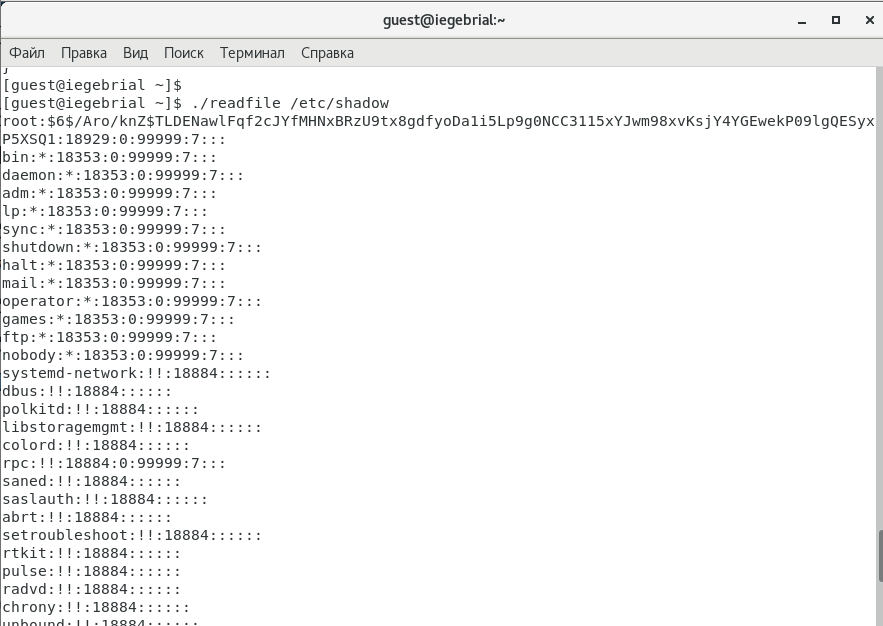 guest@iegebrial:~
Файл Правка Вид Поиск Терминал Справка
}
[guest@iegebrial ~]$
[guest@iegebrial ~]$ ./readfile /etc/shadow
root:$6$/Aro/knZ$TLDENawlFqf2cJYfMHNxBRzU9tx8gdfyoDa1i5Lp9g0NCC3115xYJwm98xvKsjY4YGEwekP09lgQESyx
P5XSQ1:18929:0:99999:7:::
bin:*:18353:0:99999:7:::
daemon:*:18353:0:99999:7:::
adm:*:18353:0:99999:7:::
lp:*:18353:0:99999:7:::
sync:*:18353:0:99999:7:::
shutdown:*:18353:0:99999:7:::
halt:*:18353:0:99999:7:::
mail:*:18353:0:99999:7:::
operator:*:18353:0:99999:7:::
games:*:18353:0:99999:7:::
ftp:*:18353:0:99999:7:::
nobody:*:18353:0:99999:7:::
systemd-network:!!:18884::::::
dbus:!!:18884::::::
polkitd:!!:18884::::::
libstoragemgmt:!!:18884::::::
colord:!!:18884::::::
rpc:!!:18884:0:99999:7:::
saned:!!:18884::::::
saslauth:!!:18884::::::
abrt:!!:18884::::::
setroubleshoot:!!:18884::::::
rtkit:!!:18884::::::
pulse:!!:18884::::::
radvd:!!:18884::::::
chrony:!!:18884::::::
unbound:!!:18884::::::